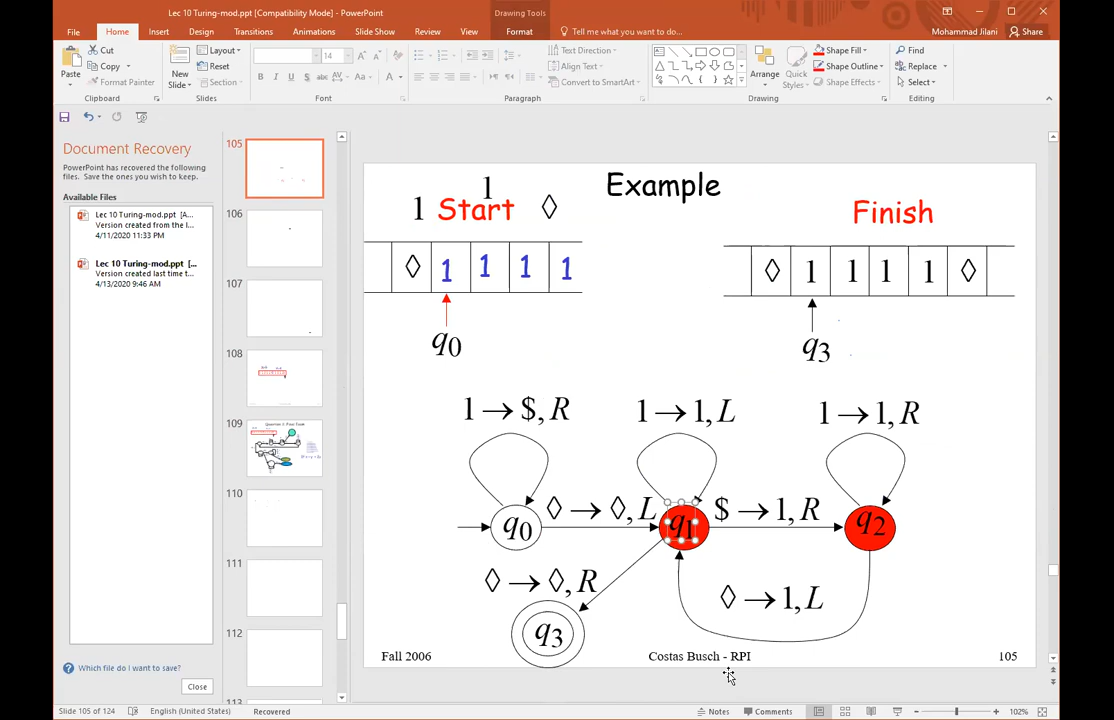 Lec 10 Turing-mod.ppt [Compatibility Mode] - PowerPoint
Drawing Tools
File Home Insert Design Transitions Animations Slide Show Review View Format Tell me what you want to do...
Mohammad Jilani Share
Paste
Cut
Copy
Format Painter
Clipboard
New Slide
Layout
Reset
Section
Slides
14
B I U S abc AV Aa A
Font
Text Direction
Align Text
Convert to SmartArt
Paragraph
Arrange
Quick Styles
Shape Fill
Shape Outline
Shape Effects
Drawing
Find
Replace
Select
Editing
Document Recovery
PowerPoint has recovered the following files. Save the ones you wish to keep.
Available Files
Lec 10 Turing-mod.ppt [A...
Version created from the l...
4/11/2020 11:33 PM
Lec 10 Turing-mod.ppt [...
Version created last time t...
4/13/2020 9:46 AM
Which file do I want to save?
Close
105
106
107
108
109
110
111
112
Example
1
1 Start ◊
◊ 1 1 1 1
q0
Finish
◊ 1 1 1 1 ◊
q3
1 → $, R
1 → 1, L
1 → 1, R
q0
◊ → ◊, L
q1
$ → 1, R
q2
◊ → ◊, R
◊ → 1, L
q3
Fall 2006
Costas Busch - RPI
105
Slide 105 of 124
English (United States)
Recovered
Notes
Comments
102%